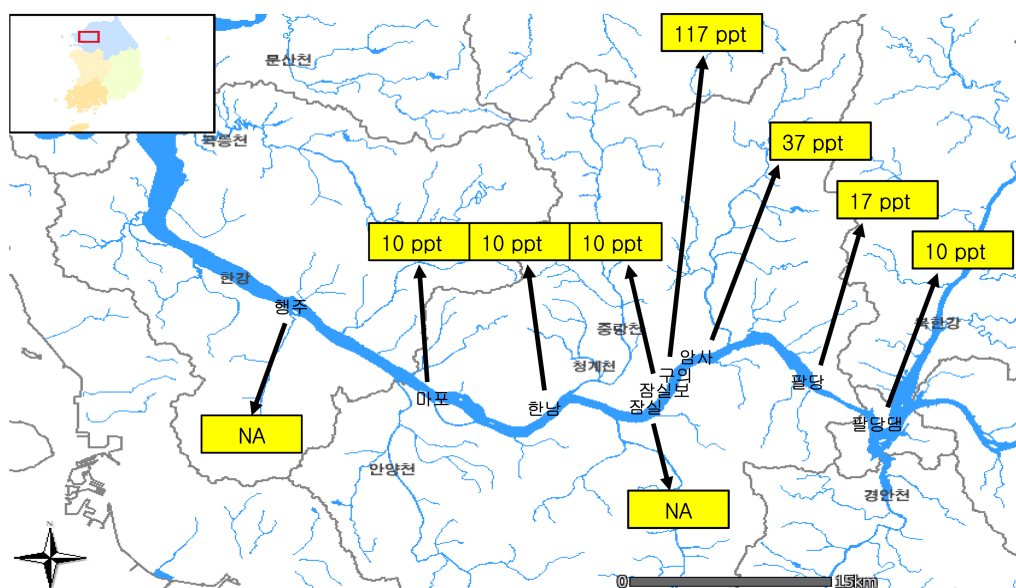 117 ppt
문산천
37 ppt
곡릉천
17 ppt
10 ppt
10 ppt
10 ppt
10 ppt
한강
행주
북한강
중랑천
암사
청계천
구의
팔당
잠실보
마포
한남
잠실
팔당댐
NA
안양천
경안천
NA
N
0
15km